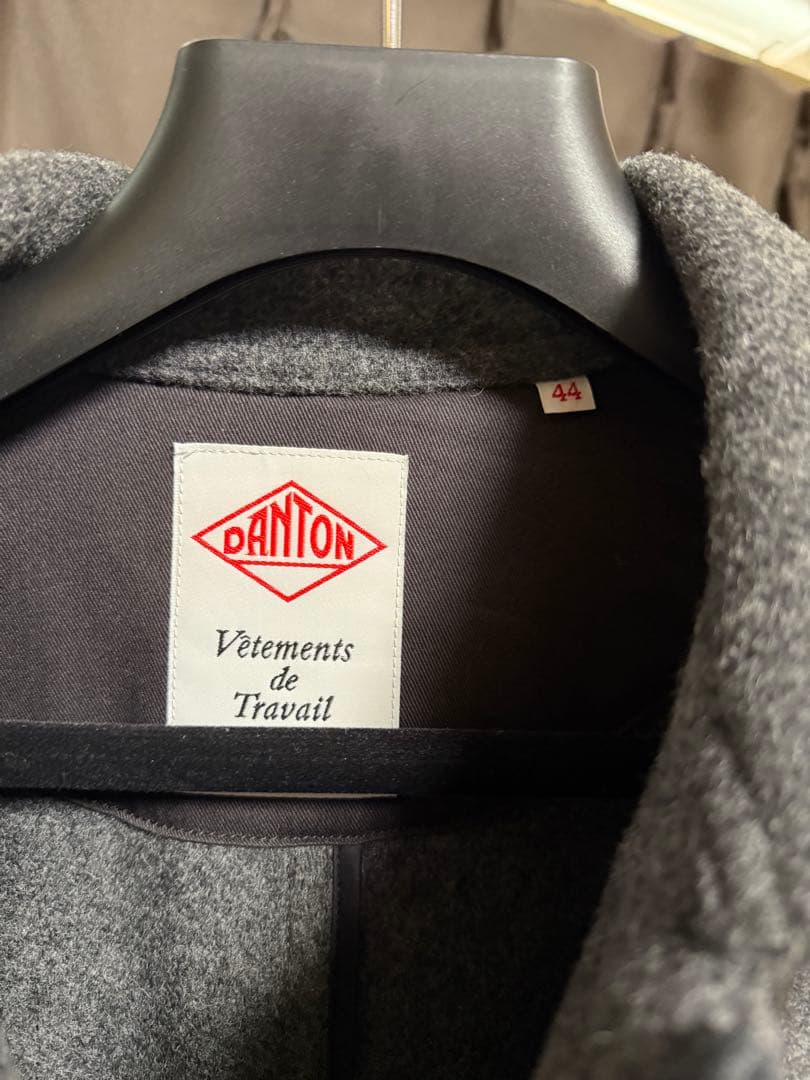 44
DANTON
Vêtements
de
Travail